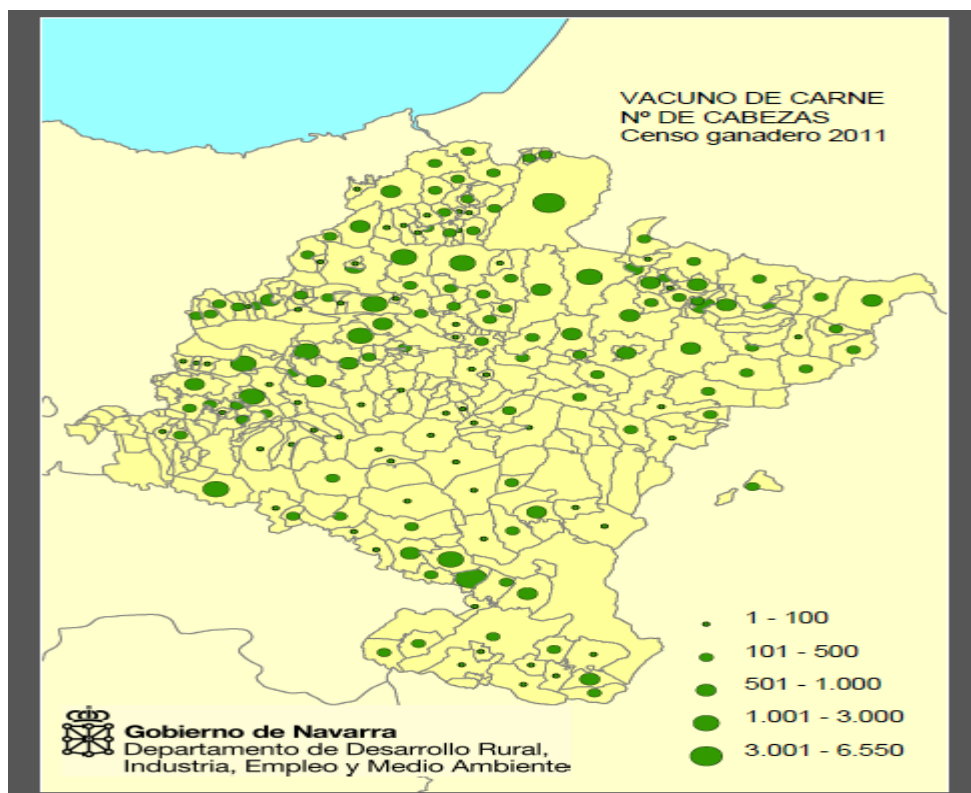 VACUNO DE CARNE
Nº DE CABEZAS
Censo ganadero 2011
1 - 100
101 - 500
501 - 1.000
1.001 - 3.000
3.001 - 6.550
Gobierno de Navarra
Departamento de Desarrollo Rural,
Industria, Empleo y Medio Ambiente